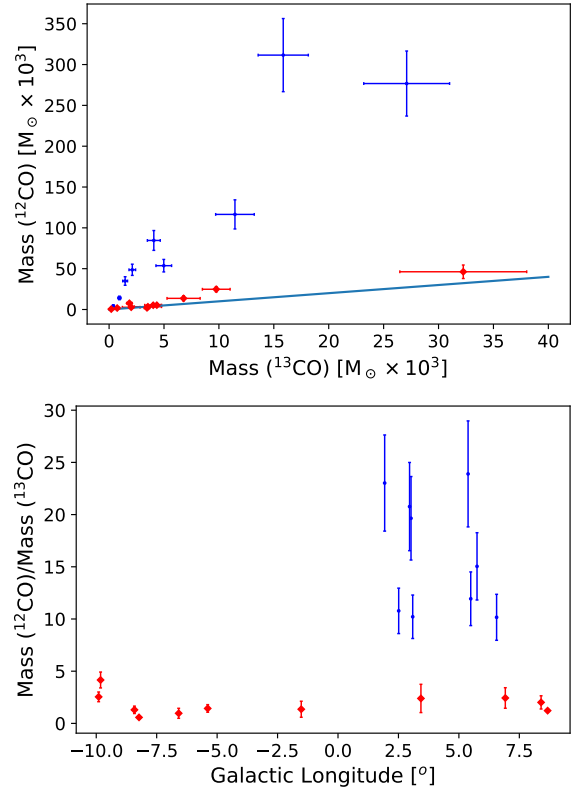 350
300
250
200
150
100
50
0
Mass (¹²CO) [M⊙ × 10³]
0 5 10 15 20 25 30 35 40
Mass (¹³CO) [M⊙ × 10³]
30
25
20
15
10
5
0
Mass (¹²CO)/Mass (¹³CO)
−10.0 −7.5 −5.0 −2.5 0.0 2.5 5.0 7.5
Galactic Longitude [°]